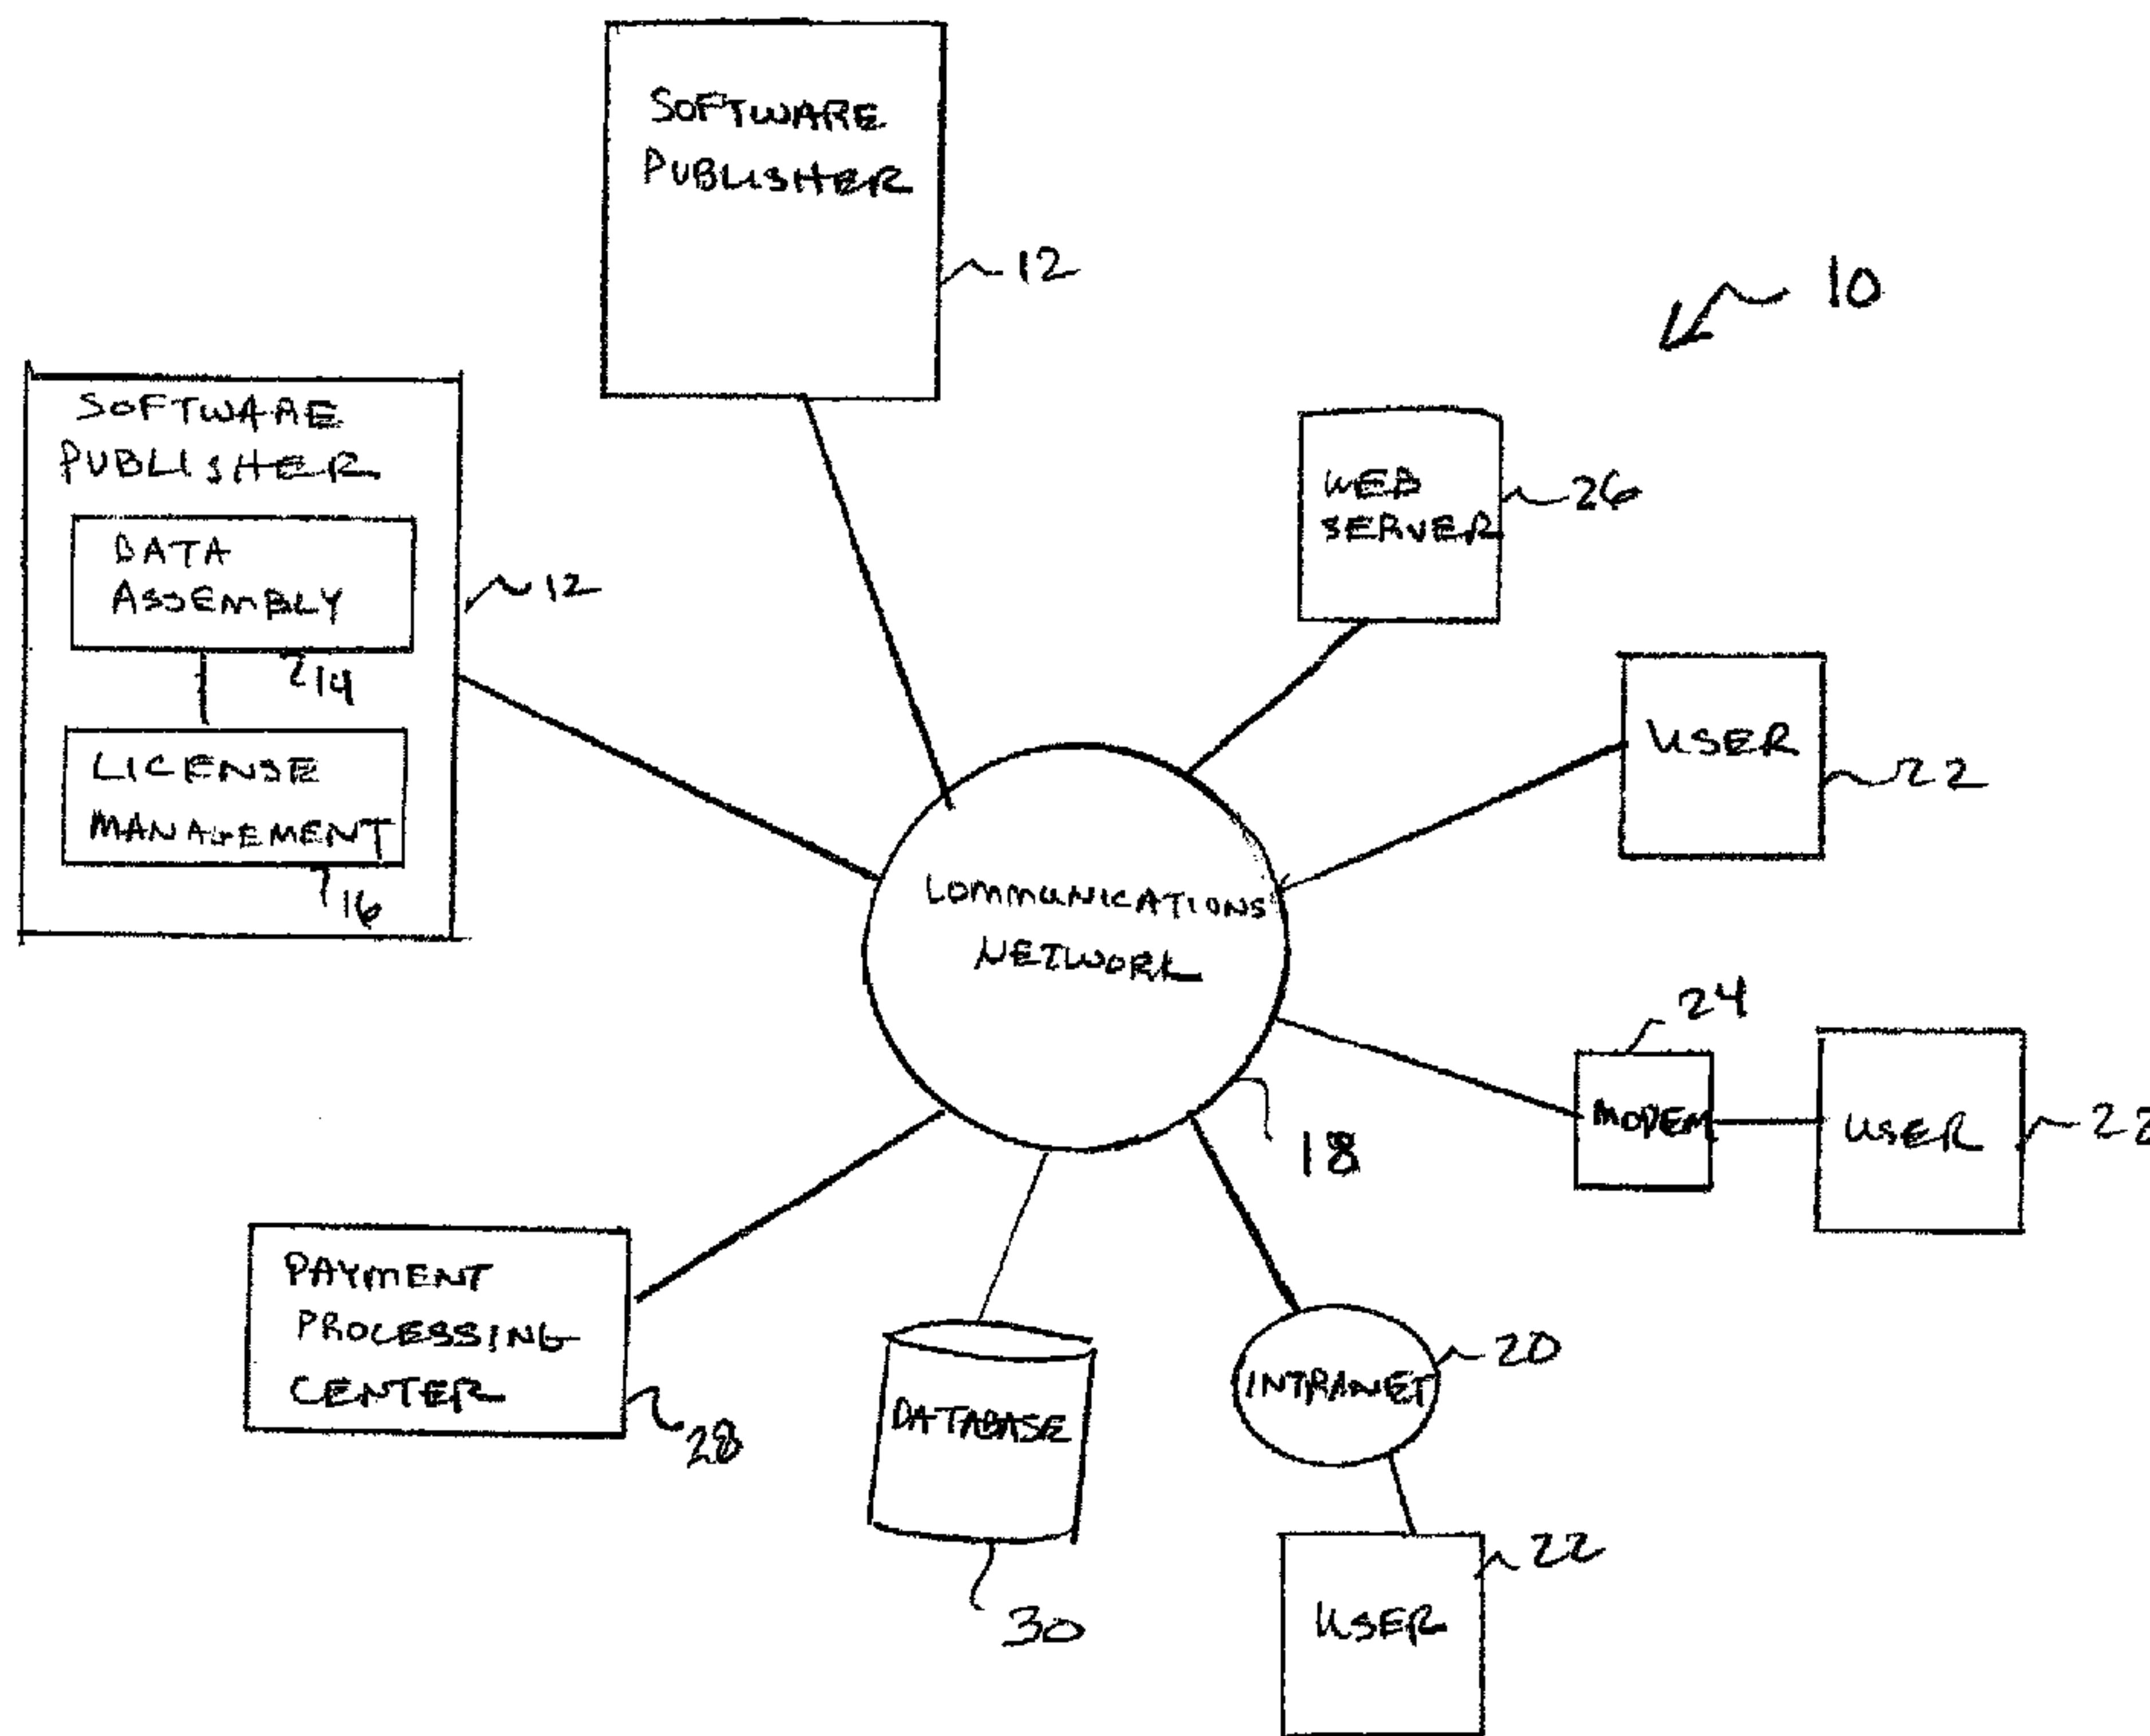 SOFTWARE
PUBLISHER
12
10
SOFTWARE
PUBLISHER
DATA
ASSEMBLY
14
LICENSE
MANAGEMENT
16
12
WEB
SERVER
26
USER
22
COMMUNICATIONS
NETWORK
18
24
MODEM
USER
22
PAYMENT
PROCESSING
CENTER
28
DATABASE
30
INTRANET
20
USER
22